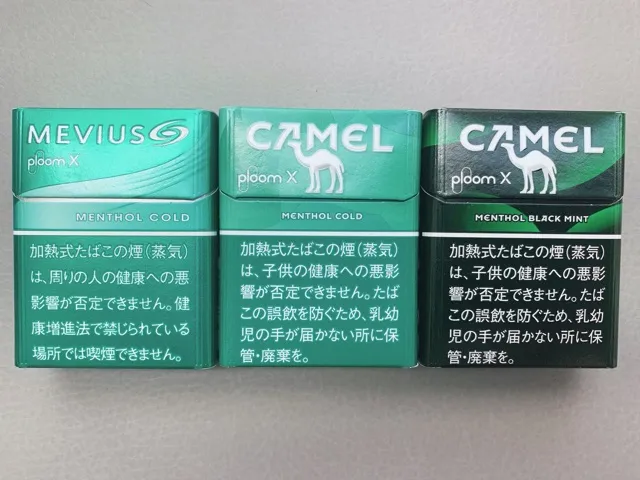 MEVIUS
ploom X
MENTHOL COLD
加熱式たばこの煙(蒸気)
は、周りの人の健康への悪
影響が否定できません。健
康増進法で禁じられている
場所では喫煙できません。
CAMEL
ploom X
MENTHOL COLD
加熱式たばこの煙(蒸気)
は、子供の健康への悪影
響が否定できません。たば
この誤飲を防ぐため、乳幼
児の手が届かない所に保
管・廃棄を。
CAMEL
ploom X
MENTHOL BLACK MINT
加熱式たばこの煙(蒸気)
は、子供の健康への悪影
響が否定できません。たば
この誤飲を防ぐため、乳幼
児の手が届かない所に保
管・廃棄を。